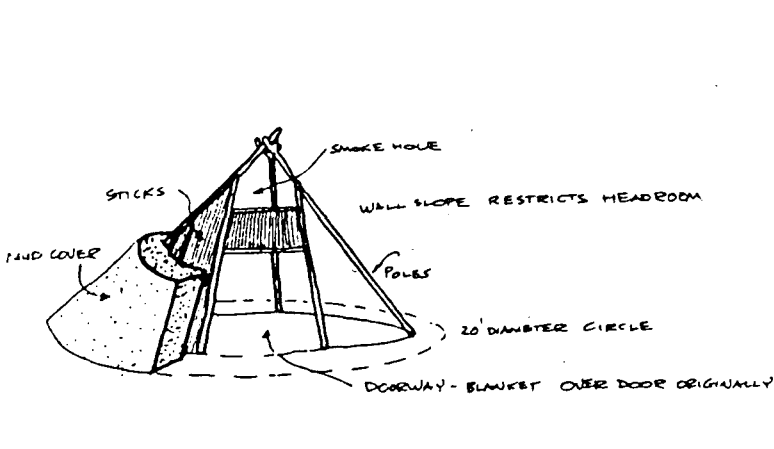 SMOKE HOLE
STICKS
WALL SLOPE RESTRICTS HEADROOM
MUD COVER
POLES
20' DIAMETER CIRCLE
DOORWAY - BLANKET OVER DOOR ORIGINALLY